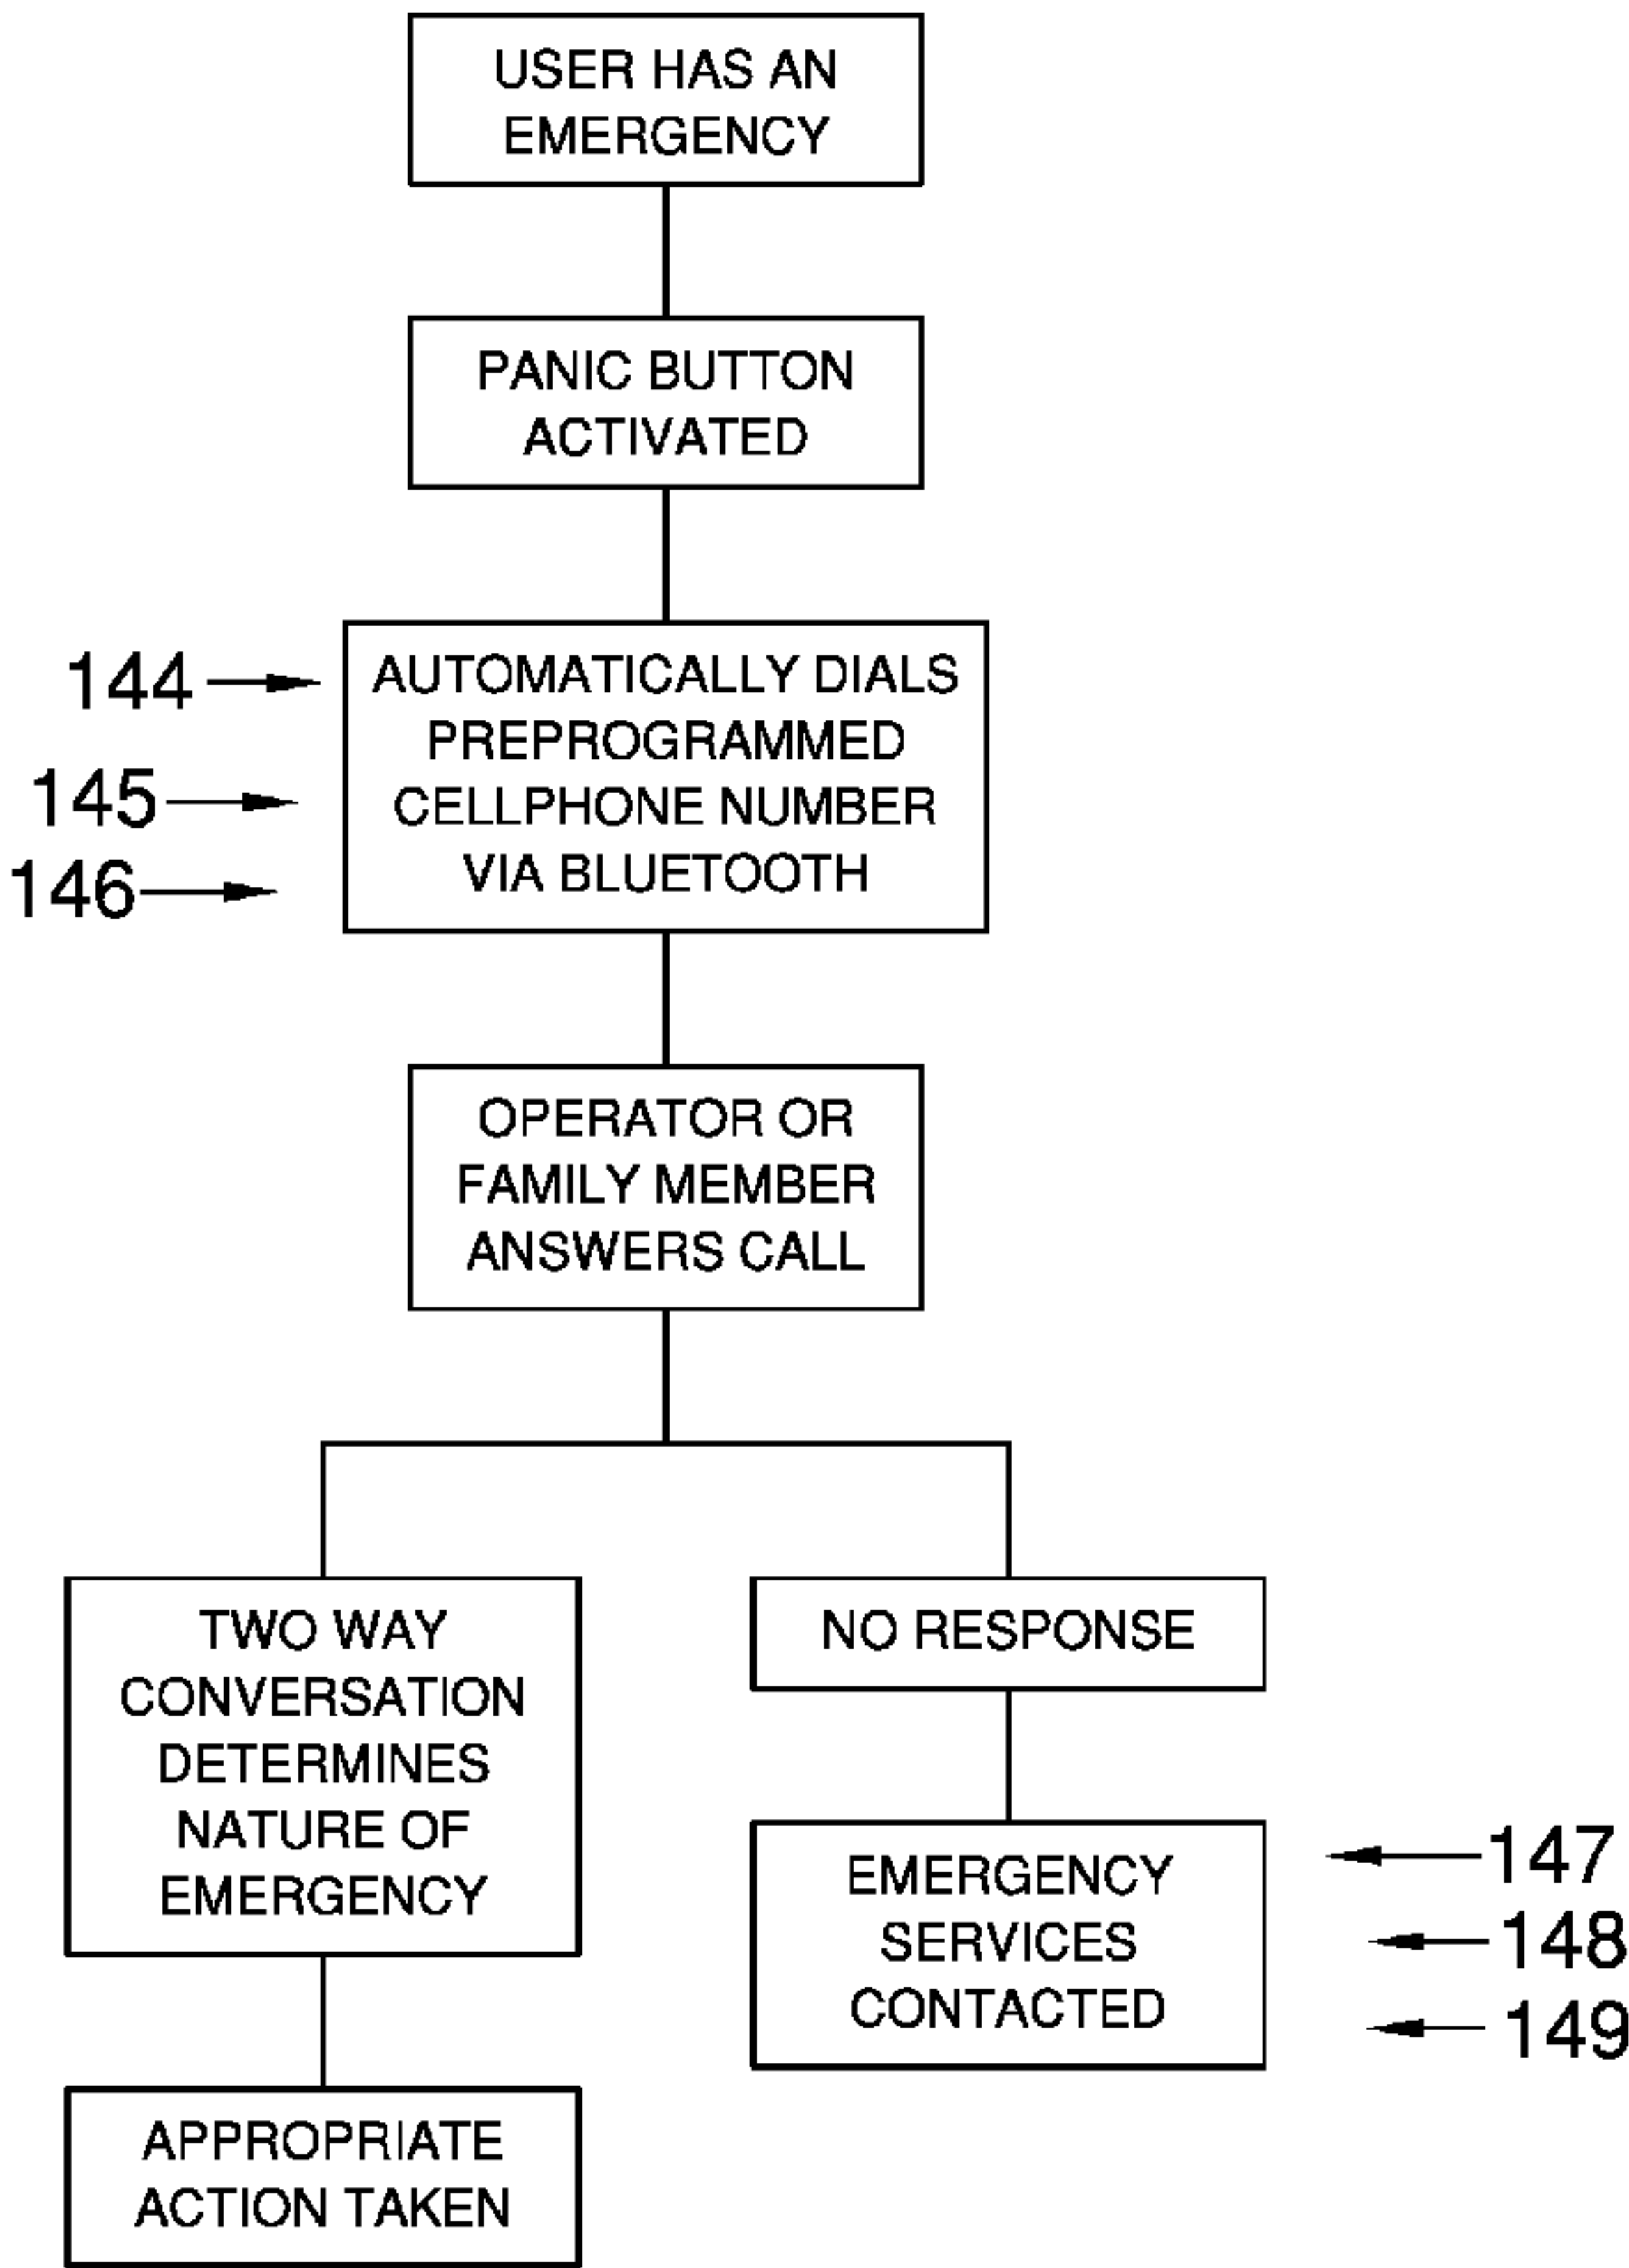 USER HAS AN
EMERGENCY
PANIC BUTTON
ACTIVATED
144
145
146
AUTOMATICALLY DIALS
PREPROGRAMMED
CELLPHONE NUMBER
VIA BLUETOOTH
OPERATOR OR
FAMILY MEMBER
ANSWERS CALL
TWO WAY
CONVERSATION
DETERMINES
NATURE OF
EMERGENCY
APPROPRIATE
ACTION TAKEN
NO RESPONSE
EMERGENCY
SERVICES
CONTACTED
147
148
149